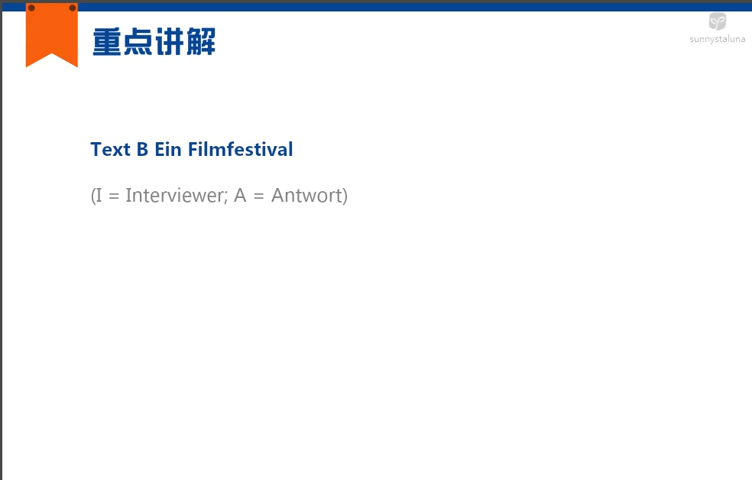 重点讲解
sunnystaluna
Text B Ein Filmfestival
(I = Interviewer; A = Antwort)